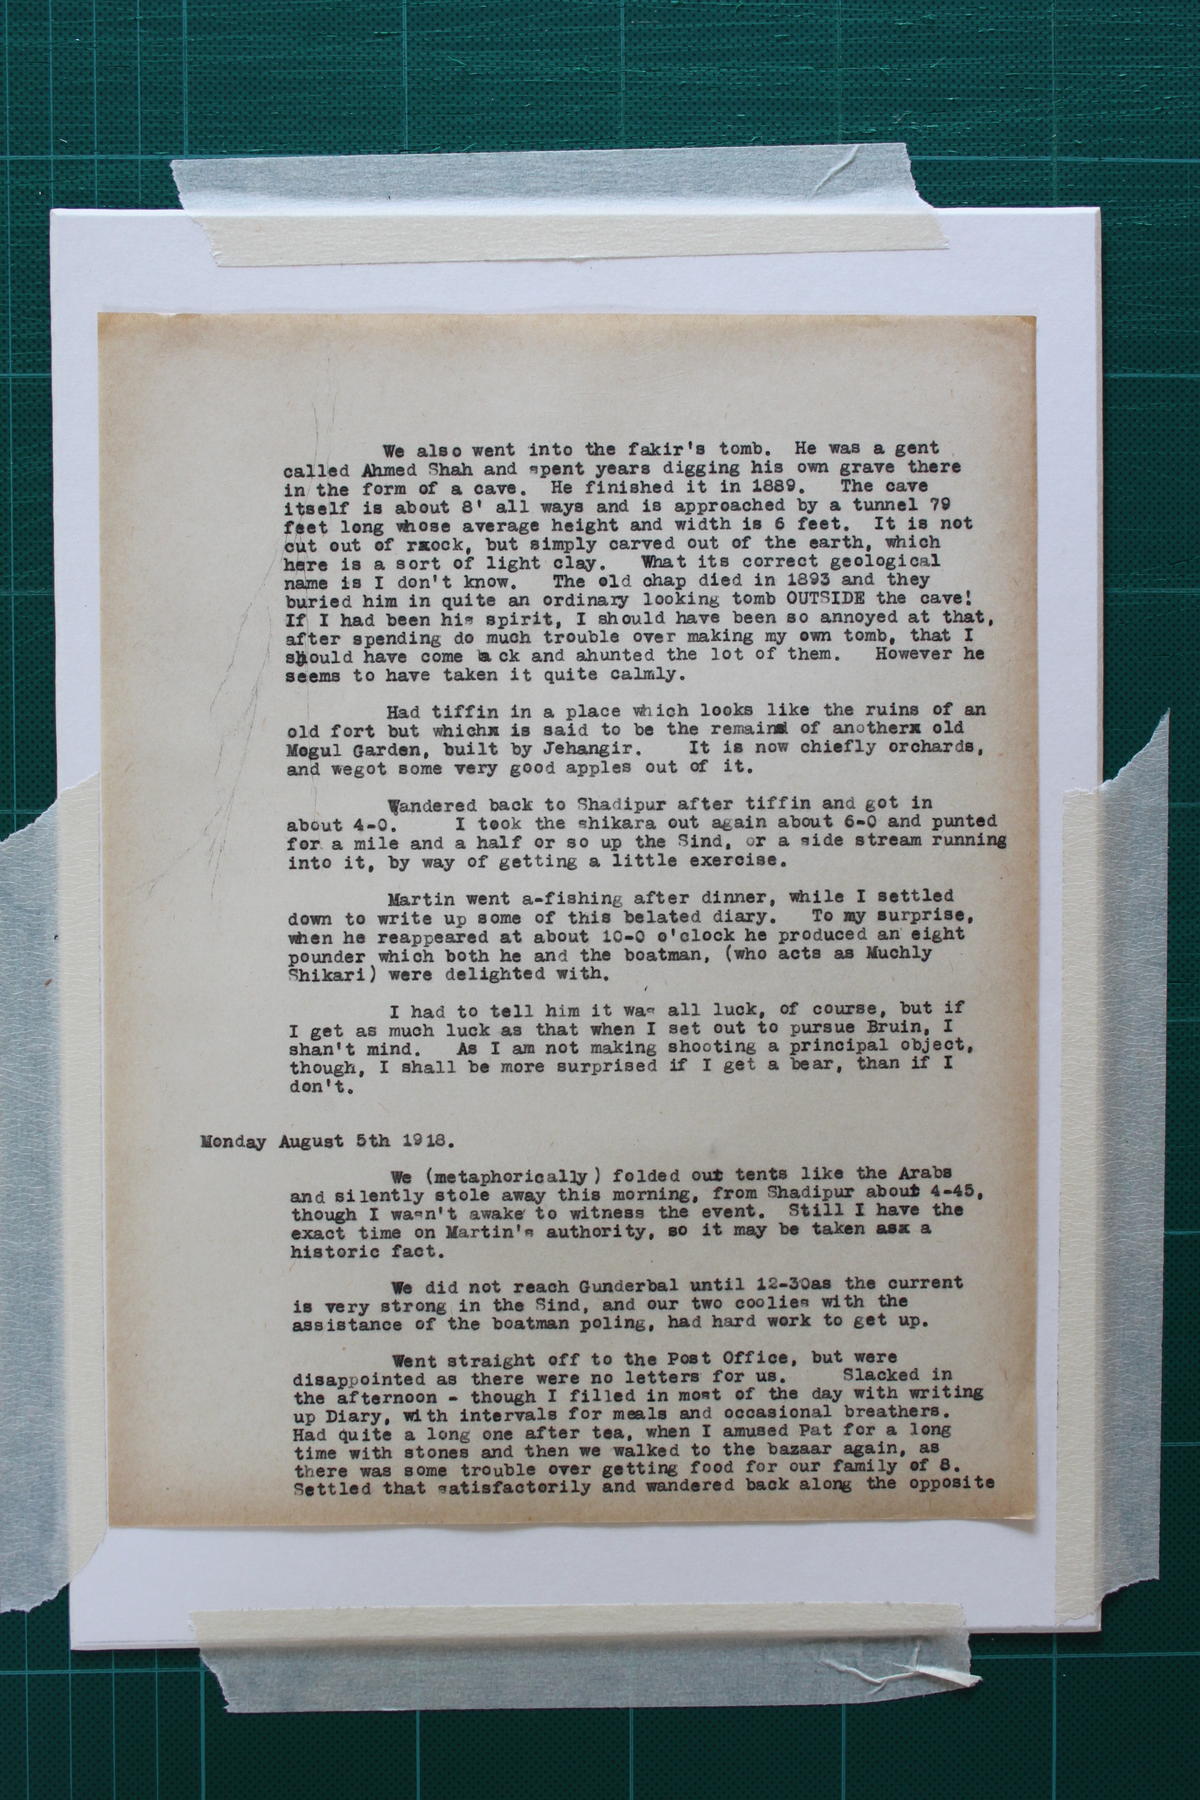 We also went into the fakir's tomb. He was a gent
called Ahmed Shah and spent years digging his own grave there
in the form of a cave. He finished it in 1889. The cave
itself is about 8' all ways and is approached by a tunnel 79
feet long whose average height and width is 6 feet. It is not
cut out of rxock, but simply carved out of the earth, which
here is a sort of light clay. What its correct geological
name is I don't know. The old chap died in 1893 and they
buried him in quite an ordinary looking tomb OUTSIDE the cave!
If I had been his spirit, I should have been so annoyed at that,
after spending do much trouble over making my own tomb, that I
should have come back and ahunted the lot of them. However he
seems to have taken it quite calmly.
Had tiffin in a place which looks like the ruins of an
old fort but whichx is said to be the remains of anotherx old
Mogul Garden, built by Jehangir. It is now chiefly orchards,
and wegot some very good apples out of it.
Wandered back to Shadipur after tiffin and got in
about 4-0. I took the shikara out again about 6-0 and punted
for a mile and a half or so up the Sind, or a side stream running
into it, by way of getting a little exercise.
Martin went a-fishing after dinner, while I settled
down to write up some of this belated diary. To my surprise,
when he reappeared at about 10-0 o'clock he produced an eight
pounder which both he and the boatman, (who acts as Muchly
Shikari) were delighted with.
I had to tell him it was all luck, of course, but if
I get as much luck as that when I set out to pursue Bruin, I
shan't mind. As I am not making shooting a principal object,
though, I shall be more surprised if I get a bear, than if I
don't.
Monday August 5th 1918.
We (metaphorically) folded out tents like the Arabs
and silently stole away this morning, from Shadipur about 4-45,
though I wasn't awake to witness the event. Still I have the
exact time on Martin's authority, so it may be taken asx a
historic fact.
We did not reach Gunderbal until 12-30as the current
is very strong in the Sind, and our two coolies with the
assistance of the boatman poling, had hard work to get up.
Went straight off to the Post Office, but were
disappointed as there were no letters for us. Slacked in
the afternoon - though I filled in most of the day with writing
up Diary, with intervals for meals and occasional breathers.
Had quite a long one after tea, when I amused Pat for a long
time with stones and then we walked to the bazaar again, as
there was some trouble over getting food for our family of 8.
Settled that satisfactorily and wandered back along the opposite